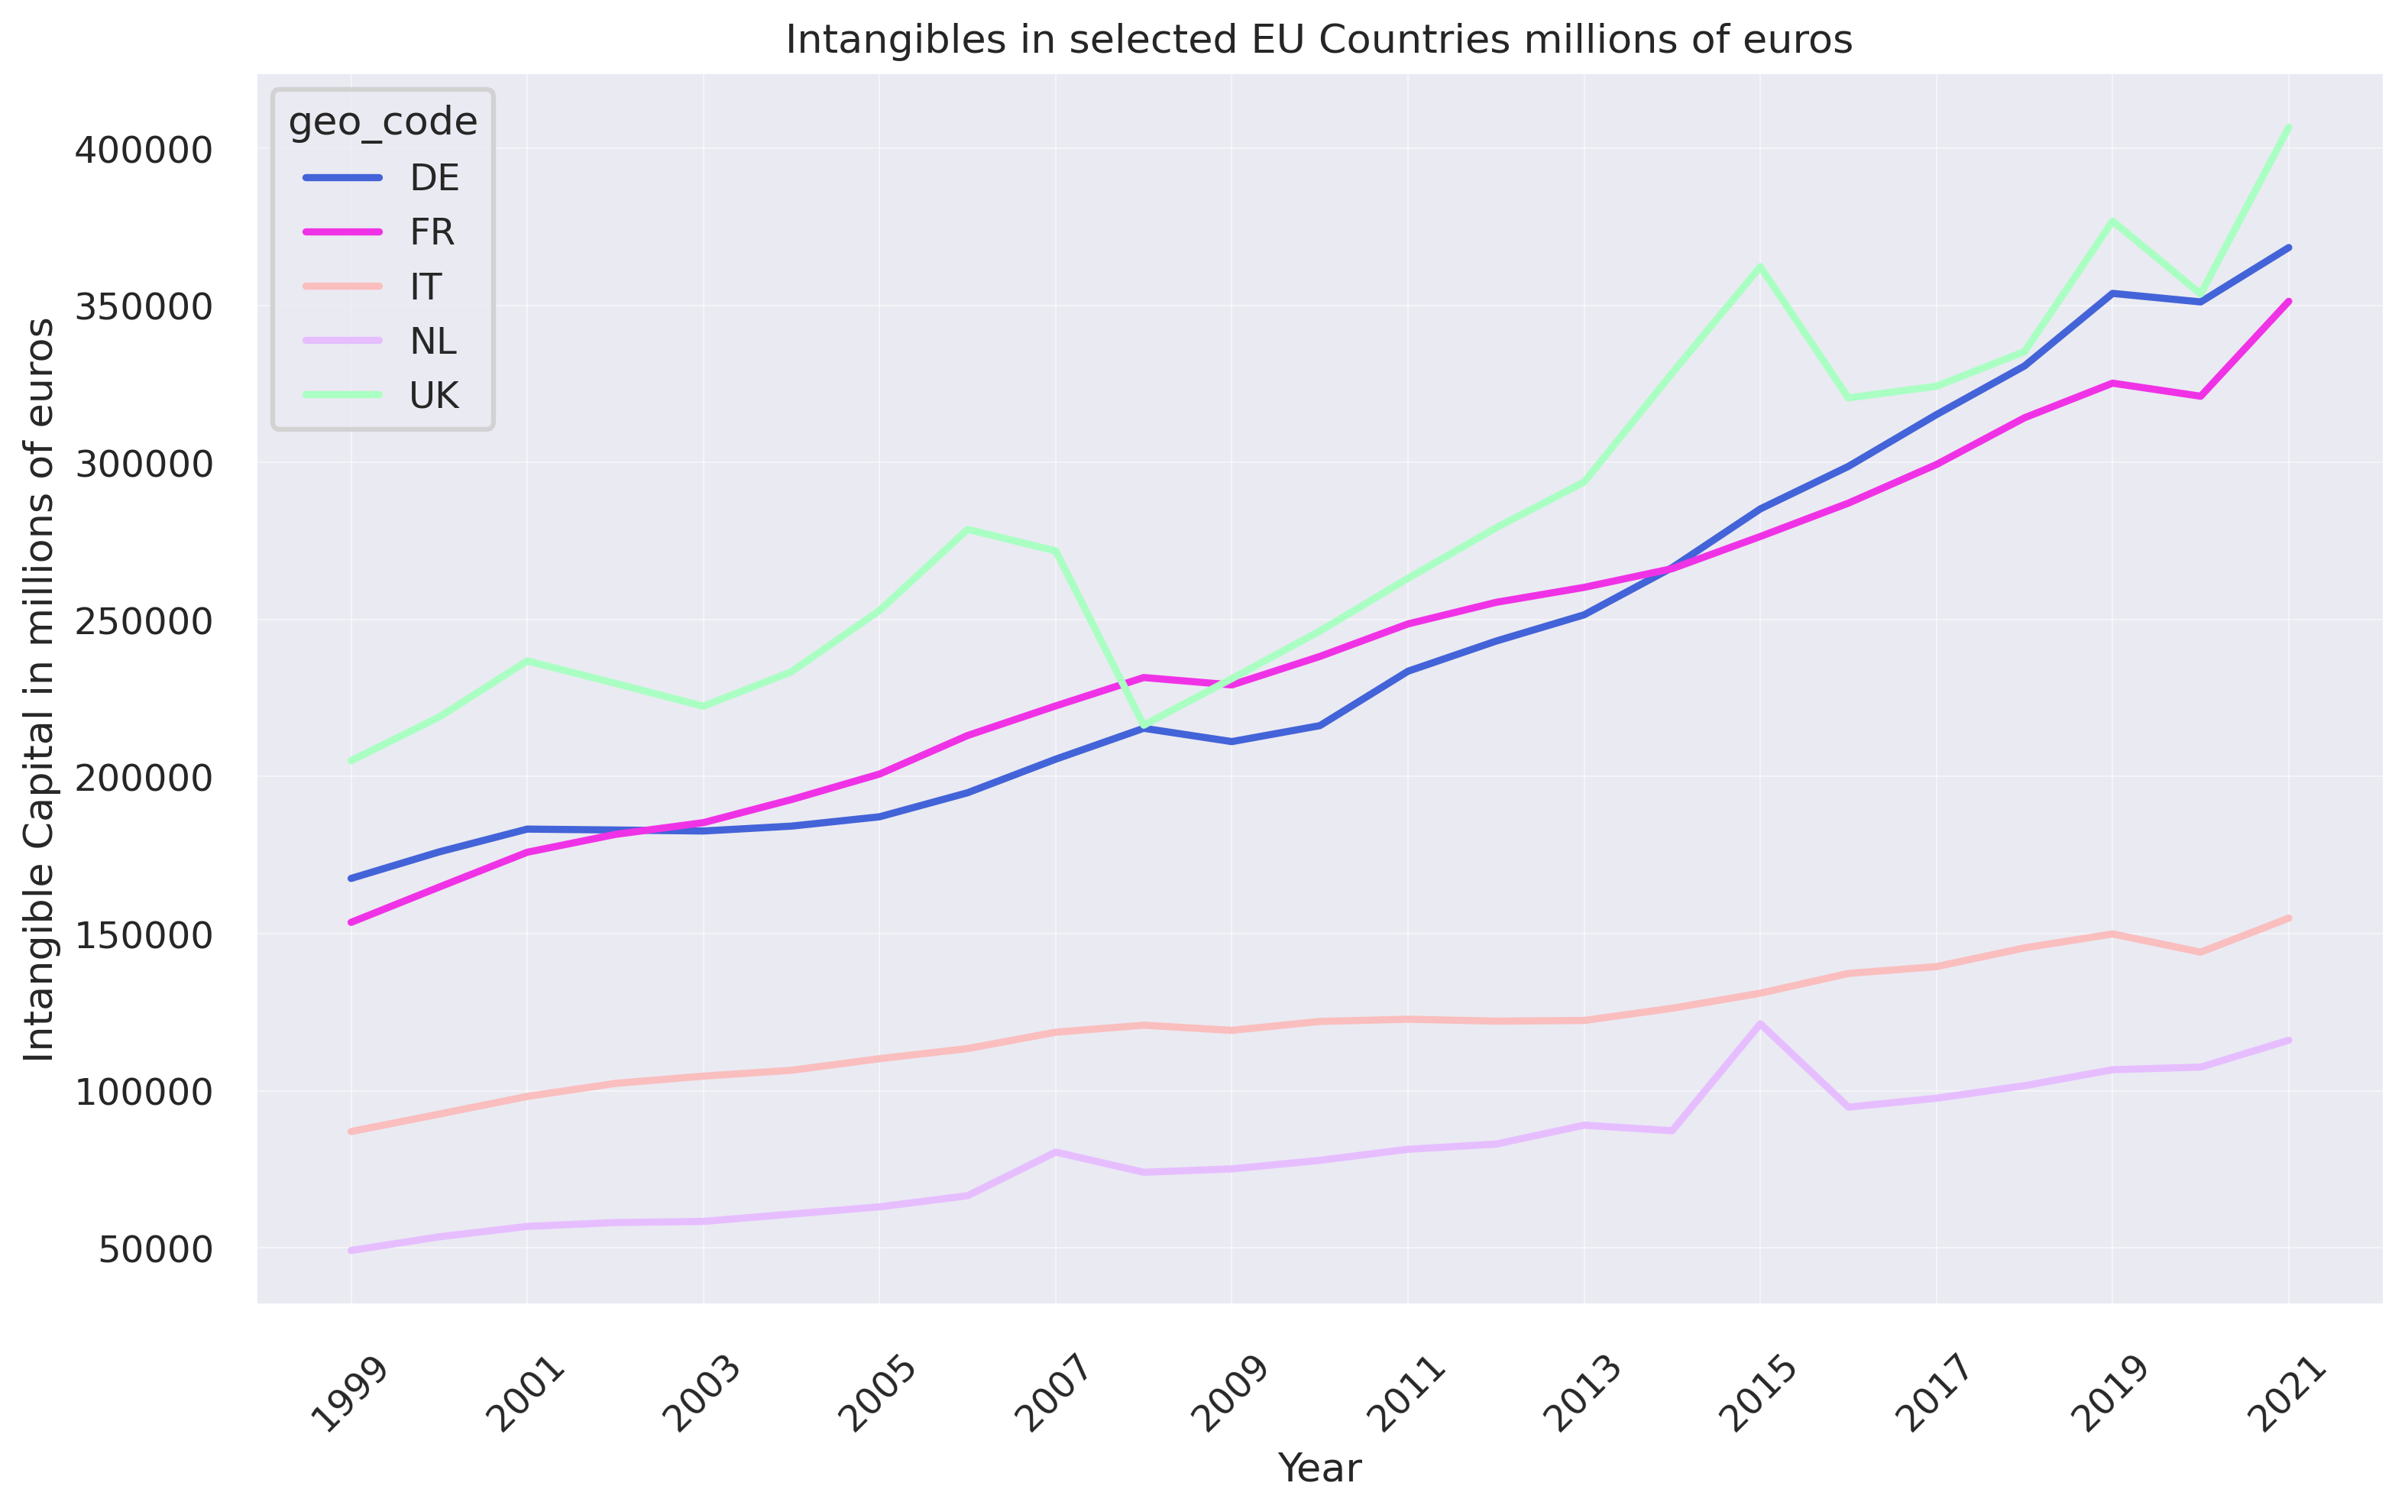 Intangibles in selected EU Countries millions of euros
geo_code
DE
FR
IT
NL
UK
Intangible Capital in millions of euros
400000
350000
300000
250000
200000
150000
100000
50000
1999
2001
2003
2005
2007
2009
2011
2013
2015
2017
2019
2021
Year